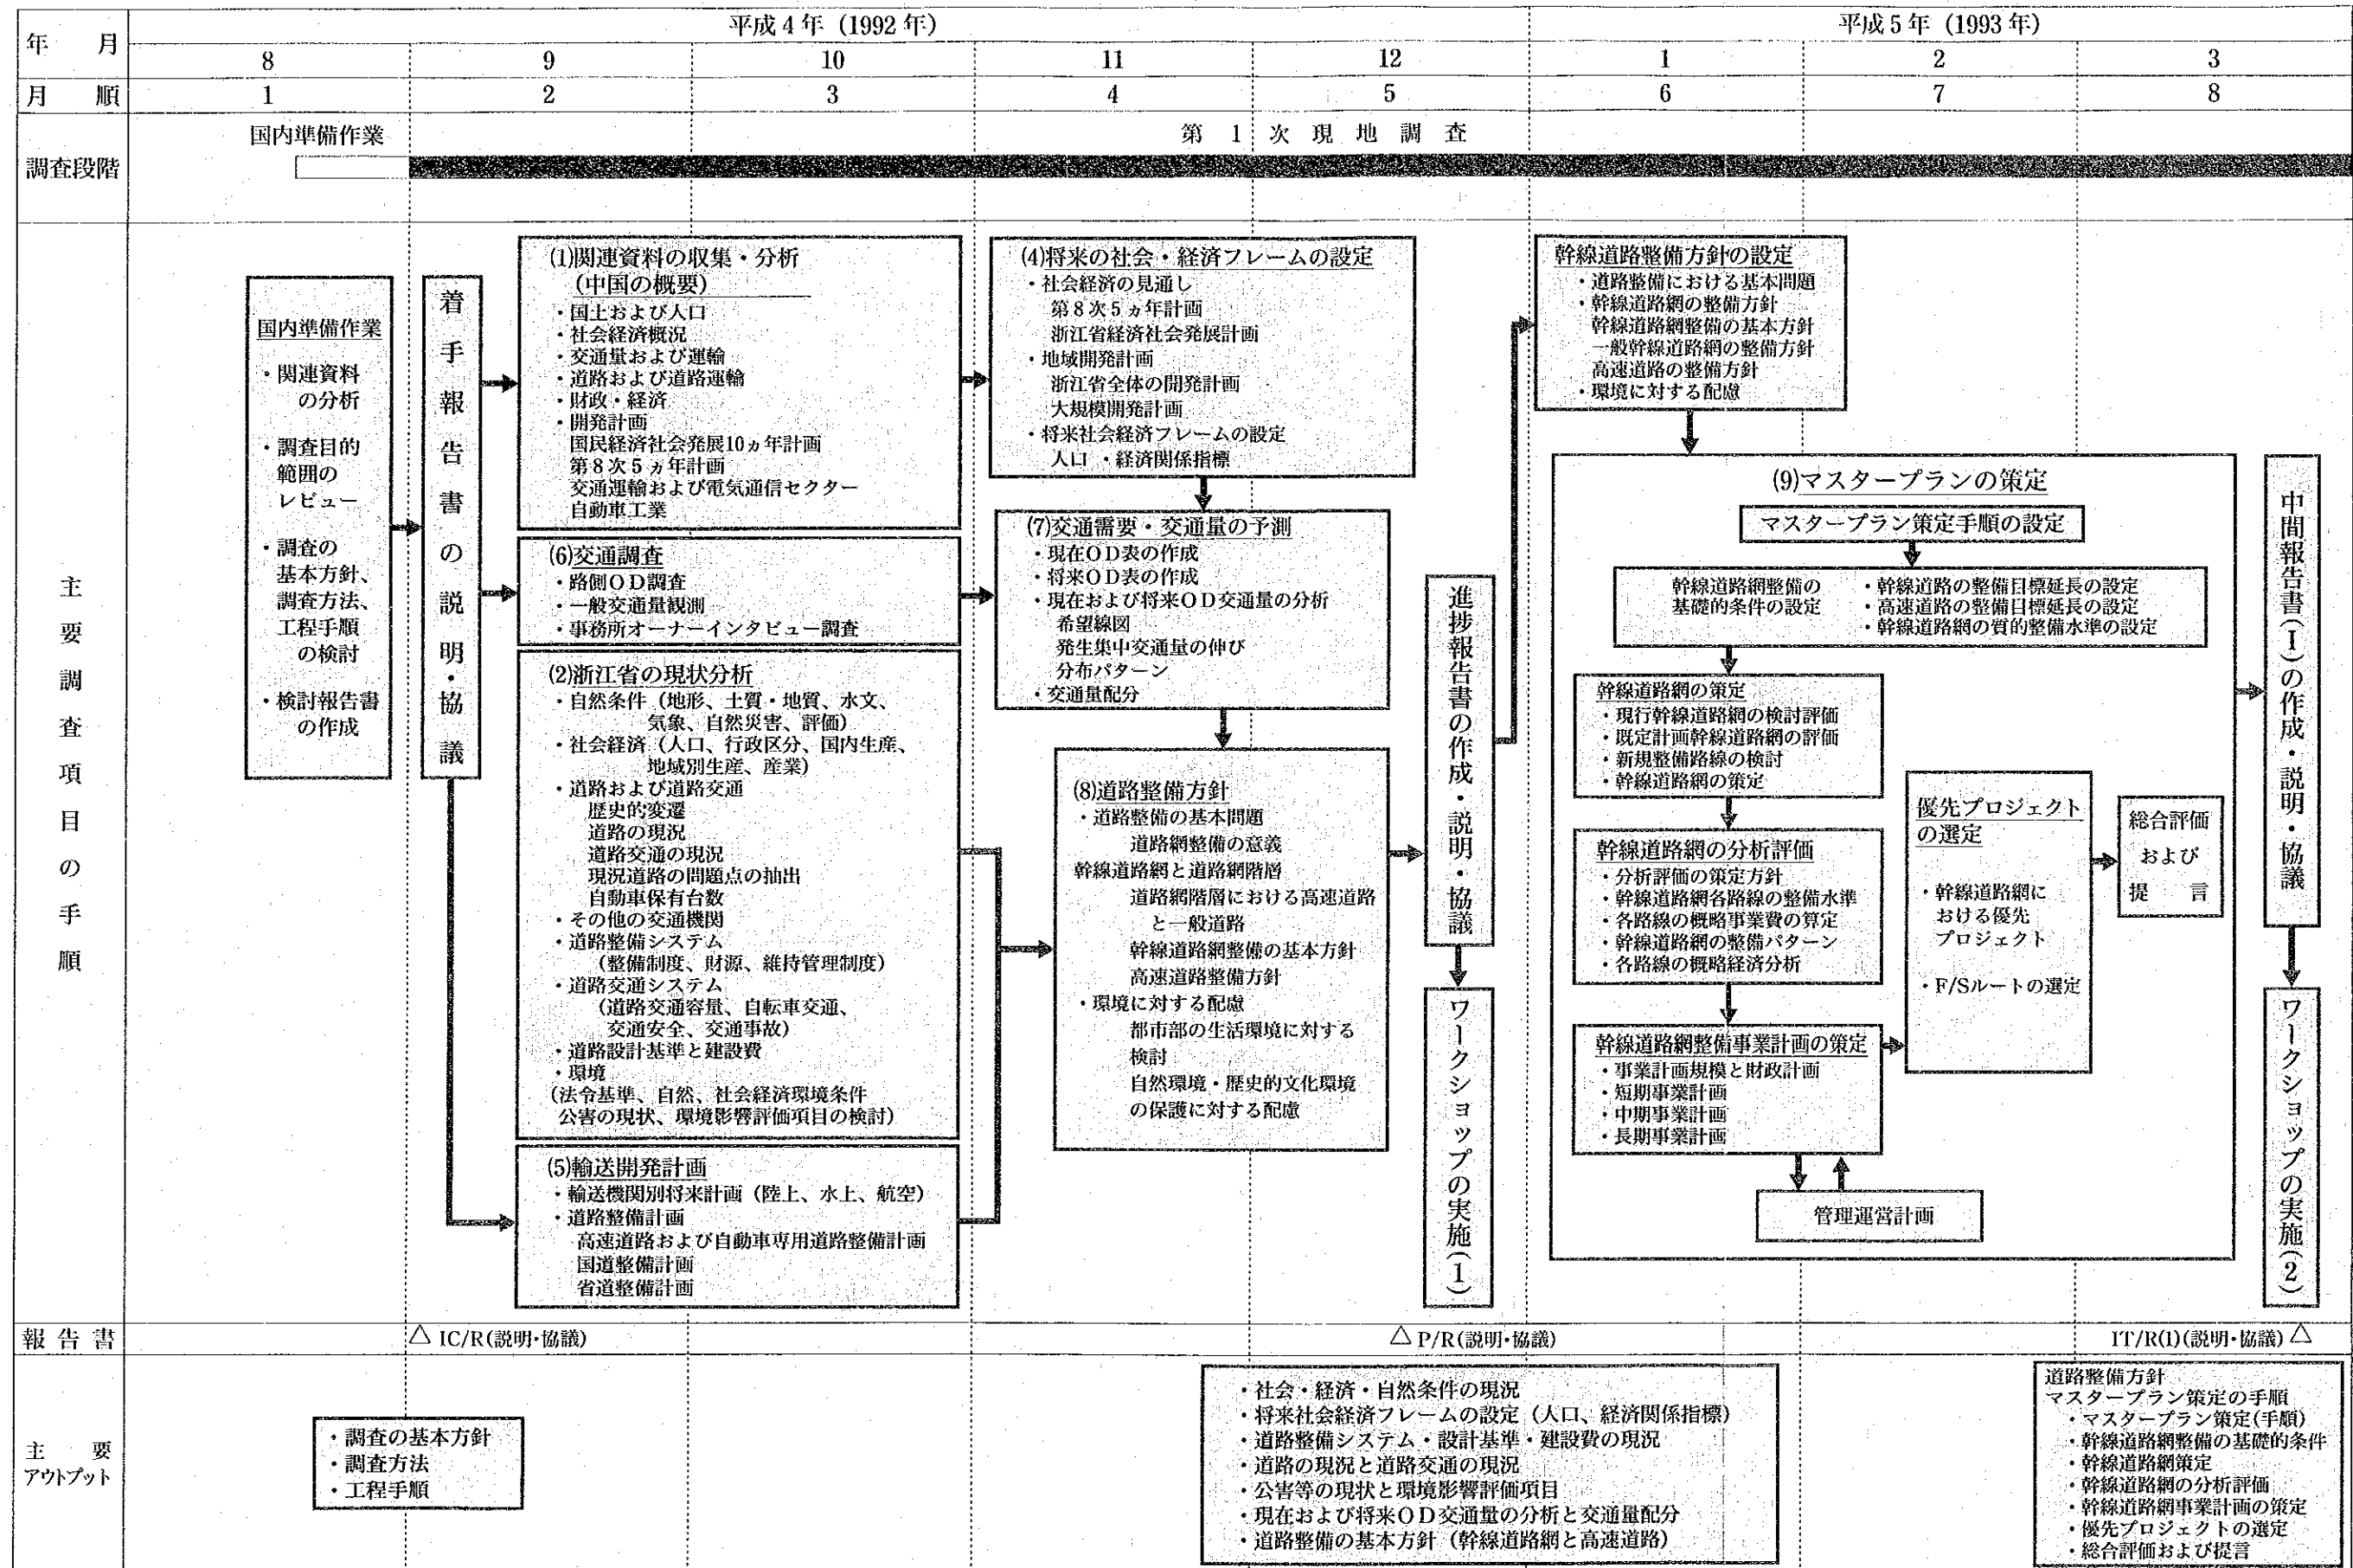 年 月
平成4年 (1992年)
平成5年 (1993年)
8 9 10 11 12 1 2 3
月 順
1 2 3 4 5 6 7 8
調査段階
国内準備作業
第 1 次 現 地 調 査
主要調査項目の手順
国内準備作業
・関連資料
の分析
・調査目的
範囲の
レビュー
・調査の
基本方針、
調査方法、
工程手順
の検討
・検討報告書
の作成
着手報告書の説明・協議
(1)関連資料の収集・分析
(中国の概要)
・国土および人口
・社会経済概況
・交通量および運輸
・道路および道路運輸
・財政・経済
・開発計画
国民経済社会発展10ヵ年計画
第8次5ヵ年計画
交通運輸および電気通信セクター
自動車工業
(6)交通調査
・路側OD調査
・一般交通量観測
・事務所オーナーインタビュー調査
(2)浙江省の現状分析
・自然条件(地形、土質・地質、水文、
気象、自然災害、評価)
・社会経済(人口、行政区分、国内生産、
地域別生産、産業)
・道路および道路交通
歴史的変遷
道路の現況
道路交通の現況
現況道路の問題点の抽出
自動車保有台数
・その他の交通機関
・道路整備システム
(整備制度、財源、維持管理制度)
・道路交通システム
(道路交通容量、自転車交通、
交通安全、交通事故)
・道路設計基準と建設費
・環境
(法令基準、自然、社会経済環境条件
公害の現状、環境影響評価項目の検討)
(5)輸送開発計画
・輸送機関別将来計画(陸上、水上、航空)
・道路整備計画
高速道路および自動車専用道路整備計画
国道整備計画
省道整備計画
(4)将来の社会・経済フレームの設定
・社会経済の見通し
第8次5ヵ年計画
浙江省経済社会発展計画
・地域開発計画
浙江省全体の開発計画
大規模開発計画
・将来社会経済フレームの設定
人口・経済関係指標
(7)交通需要・交通量の予測
・現在OD表の作成
・将来OD表の作成
・現在および将来OD交通量の分析
希望線図
発生集中交通量の伸び
分布パターン
・交通量配分
(8)道路整備方針
・道路整備の基本問題
道路網整備の意義
幹線道路網と道路網階層
道路網階層における高速道路
と一般道路
幹線道路網整備の基本方針
高速道路整備方針
・環境に対する配慮
都市部の生活環境に対する
検討
自然環境・歴史的文化環境
の保護に対する配慮
進捗報告書の作成・説明・協議
ワークショップの実施(1)
幹線道路整備方針の設定
・道路整備における基本問題
・幹線道路網の整備方針
幹線道路網整備の基本方針
一般幹線道路網の整備方針
高速道路の整備方針
・環境に対する配慮
(9)マスタープランの策定
マスタープラン策定手順の設定
幹線道路網整備の
基礎的条件の設定
・幹線道路の整備目標延長の設定
・高速道路の整備目標延長の設定
・幹線道路網の質的整備水準の設定
幹線道路網の策定
・現行幹線道路網の検討評価
・既定計画幹線道路網の評価
・新規整備路線の検討
・幹線道路網の策定
幹線道路網の分析評価
・分析評価の策定方針
・幹線道路網各路線の整備水準
・各路線の概略事業費の算定
・幹線道路網の整備パターン
・各路線の概略経済分析
幹線道路網整備事業計画の策定
・事業計画規模と財政計画
・短期事業計画
・中期事業計画
・長期事業計画
管理運営計画
優先プロジェクト
の選定
・幹線道路網に
おける優先
プロジェクト
・F/Sルートの選定
総合評価
および
提 言
中間報告書(I)の作成・説明・協議
ワークショップの実施(2)
報告書
△ IC/R(説明・協議)
△ P/R(説明・協議)
IT/R(1)(説明・協議) △
主 要
アウトプット
・調査の基本方針
・調査方法
・工程手順
・社会・経済・自然条件の現況
・将来社会経済フレームの設定(人口、経済関係指標)
・道路整備システム・設計基準・建設費の現況
・道路の現況と道路交通の現況
・公害等の現状と環境影響評価項目
・現在および将来OD交通量の分析と交通量配分
・道路整備の基本方針(幹線道路網と高速道路)
道路整備方針
マスタープラン策定の手順
・マスタープラン策定(手順)
・幹線道路網整備の基礎的条件
・幹線道路網策定
・幹線道路網の分析評価
・幹線道路網事業計画の策定
・優先プロジェクトの選定
・総合評価および提言